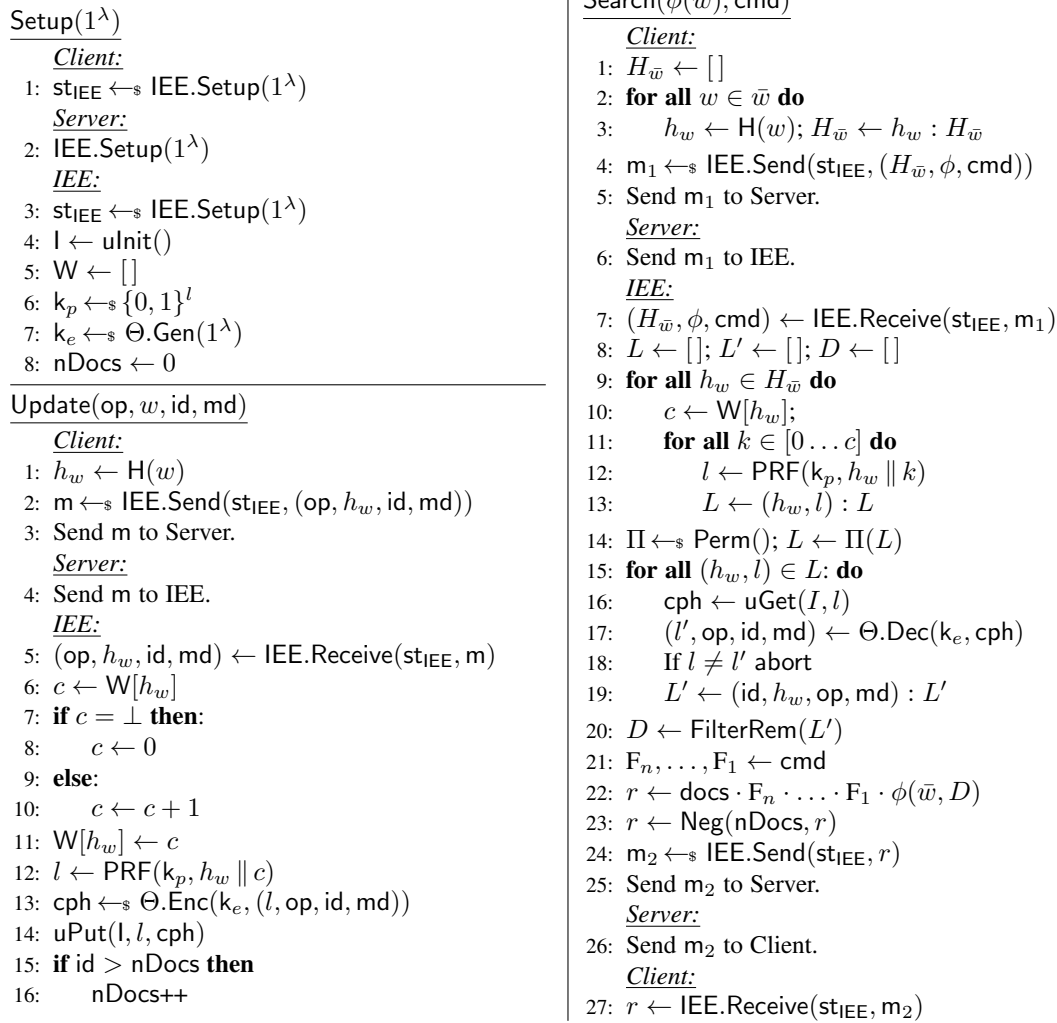 Setup(1^λ)
Client:
1: st_IEE ←$ IEE.Setup(1^λ)
Server:
2: IEE.Setup(1^λ)
IEE:
3: st_IEE ←$ IEE.Setup(1^λ)
4: I ← uInit()
5: W ← []
6: k_p ←$ {0, 1}^l
7: k_e ←$ Θ.Gen(1^λ)
8: nDocs ← 0
Update(op, w, id, md)
Client:
1: h_w ← H(w)
2: m ←$ IEE.Send(st_IEE, (op, h_w, id, md))
3: Send m to Server.
Server:
4: Send m to IEE.
IEE:
5: (op, h_w, id, md) ← IEE.Receive(st_IEE, m)
6: c ← W[h_w]
7: if c = ⊥ then:
8: c ← 0
9: else:
10: c ← c + 1
11: W[h_w] ← c
12: l ← PRF(k_p, h_w ∥ c)
13: cph ←$ Θ.Enc(k_e, (l, op, id, md))
14: uPut(I, l, cph)
15: if id > nDocs then
16: nDocs++
Search(ϕ(w̄), cmd)
Client:
1: H_w̄ ← []
2: for all w ∈ w̄ do
3: h_w ← H(w); H_w̄ ← h_w : H_w̄
4: m_1 ←$ IEE.Send(st_IEE, (H_w̄, ϕ, cmd))
5: Send m_1 to Server.
Server:
6: Send m_1 to IEE.
IEE:
7: (H_w̄, ϕ, cmd) ← IEE.Receive(st_IEE, m_1)
8: L ← []; L′ ← []; D ← []
9: for all h_w ∈ H_w̄ do
10: c ← W[h_w];
11: for all k ∈ [0 . . . c] do
12: l ← PRF(k_p, h_w ∥ k)
13: L ← (h_w, l) : L
14: Π ←$ Perm(); L ← Π(L)
15: for all (h_w, l) ∈ L: do
16: cph ← uGet(I, l)
17: (l′, op, id, md) ← Θ.Dec(k_e, cph)
18: If l ≠ l′ abort
19: L′ ← (id, h_w, op, md) : L′
20: D ← FilterRem(L′)
21: F_n, . . . , F_1 ← cmd
22: r ← docs · F_n · . . . · F_1 · ϕ(w̄, D)
23: r ← Neg(nDocs, r)
24: m_2 ←$ IEE.Send(st_IEE, r)
25: Send m_2 to Server.
Server:
26: Send m_2 to Client.
Client:
27: r ← IEE.Receive(st_IEE, m_2)